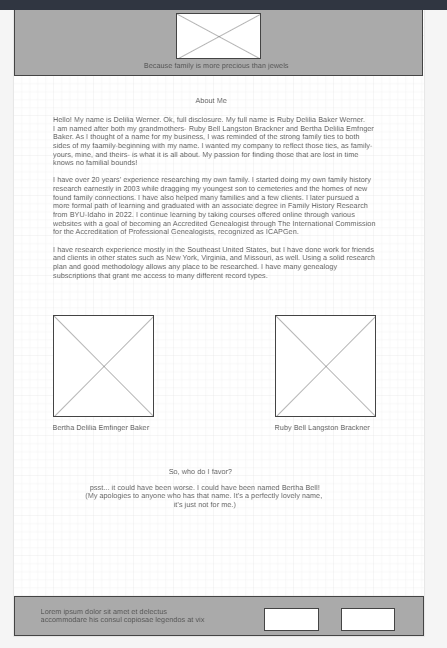 Because family is more precious than jewels
About Me
Hello! My name is Delilia Werner. Ok, full disclosure. My full name is Ruby Delilia Baker Werner.
I am named after both my grandmothers- Ruby Bell Langston Brackner and Bertha Delilia Emfinger
Baker. As I thought of a name for my business, I was reminded of the strong family ties to both
sides of my faamily-beginning with my name. I wanted my company to reflect those ties, as family-
yours, mine, and theirs- is what it is all about. My passion for finding those that are lost in time
knows no familial bounds!
I have over 20 years' experience researching my own family. I started doing my own family history
research earnestly in 2003 while dragging my youngest son to cemeteries and the homes of new
found family connections. I have also helped many families and a few clients. I later pursued a
more formal path of learning and graduated with an associate degree in Family History Research
from BYU-Idaho in 2022. I continue learning by taking courses offered online through various
websites with a goal of becoming an Accredited Genealogist through The International Commission
for the Accreditation of Professional Genealogists, recognized as ICAPGen.
I have research experience mostly in the Southeast United States, but I have done work for friends
and clients in other states such as New York, Virginia, and Missouri, as well. Using a solid research
plan and good methodology allows any place to be researched. I have many genealogy
subscriptions that grant me access to many different record types.
Bertha Delilia Emfinger Baker
Ruby Bell Langston Brackner
So, who do I favor?
psst... it could have been worse. I could have been named Bertha Bell!
(My apologies to anyone who has that name. It's a perfectly lovely name,
it's just not for me.)
Lorem ipsum dolor sit amet et delectus
accommodare his consul copiosae legendos at vix